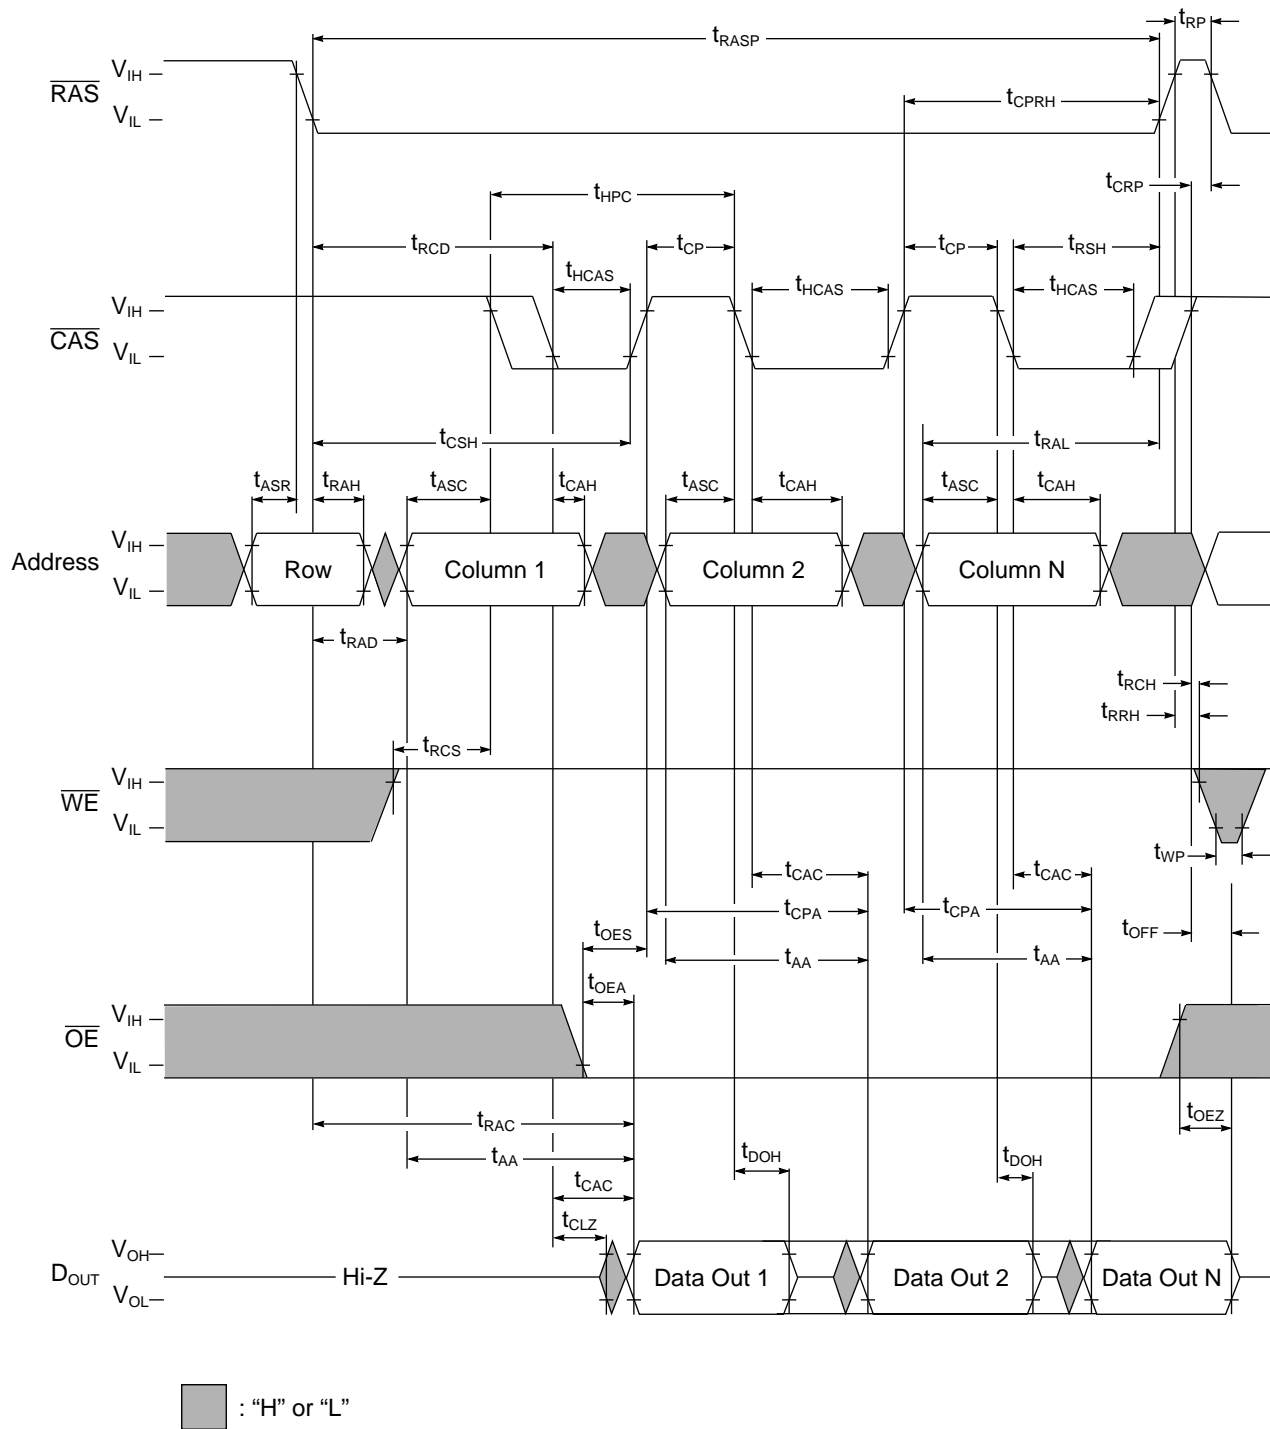 tRP
tRASP
tCPRH
RAS VIH
VIL
tCRP
tHPC
tRCD tCP tCP tRSH
tHCAS tHCAS tHCAS
CAS VIH
VIL
tCSH tRAL
tASR tRAH tASC tCAH tASC tCAH tASC tCAH
Address VIH
VIL
Row Column 1 Column 2 Column N
tRAD
tRCH
tRRH
tRCS
WE VIH
VIL
tWP
tCAC tCAC
tCPA tCPA
tOES tOFF
tAA tAA
tOEA
OE VIH
VIL
tRAC tOEZ
tAA tDOH tDOH
tCAC
tCLZ
DOUT VOH
VOL
Hi-Z Data Out 1 Data Out 2 Data Out N
: “H” or “L”